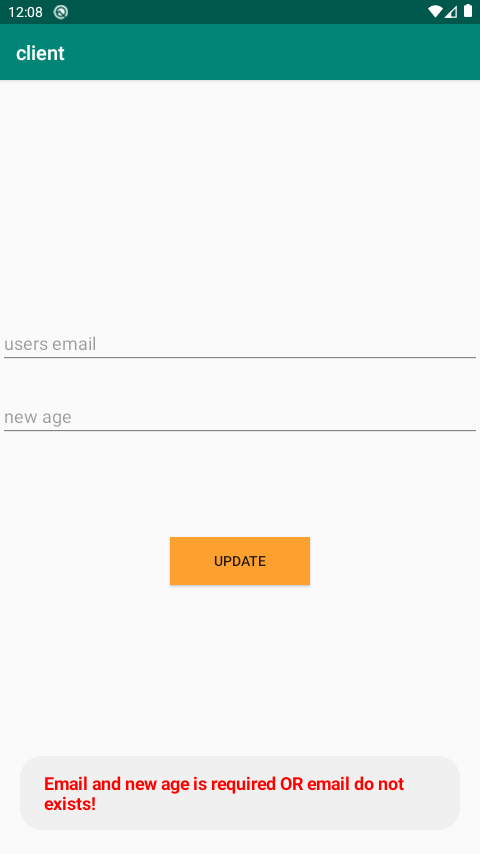 12:08
client
users email
new age
UPDATE
Email and new age is required OR email do not
exists!